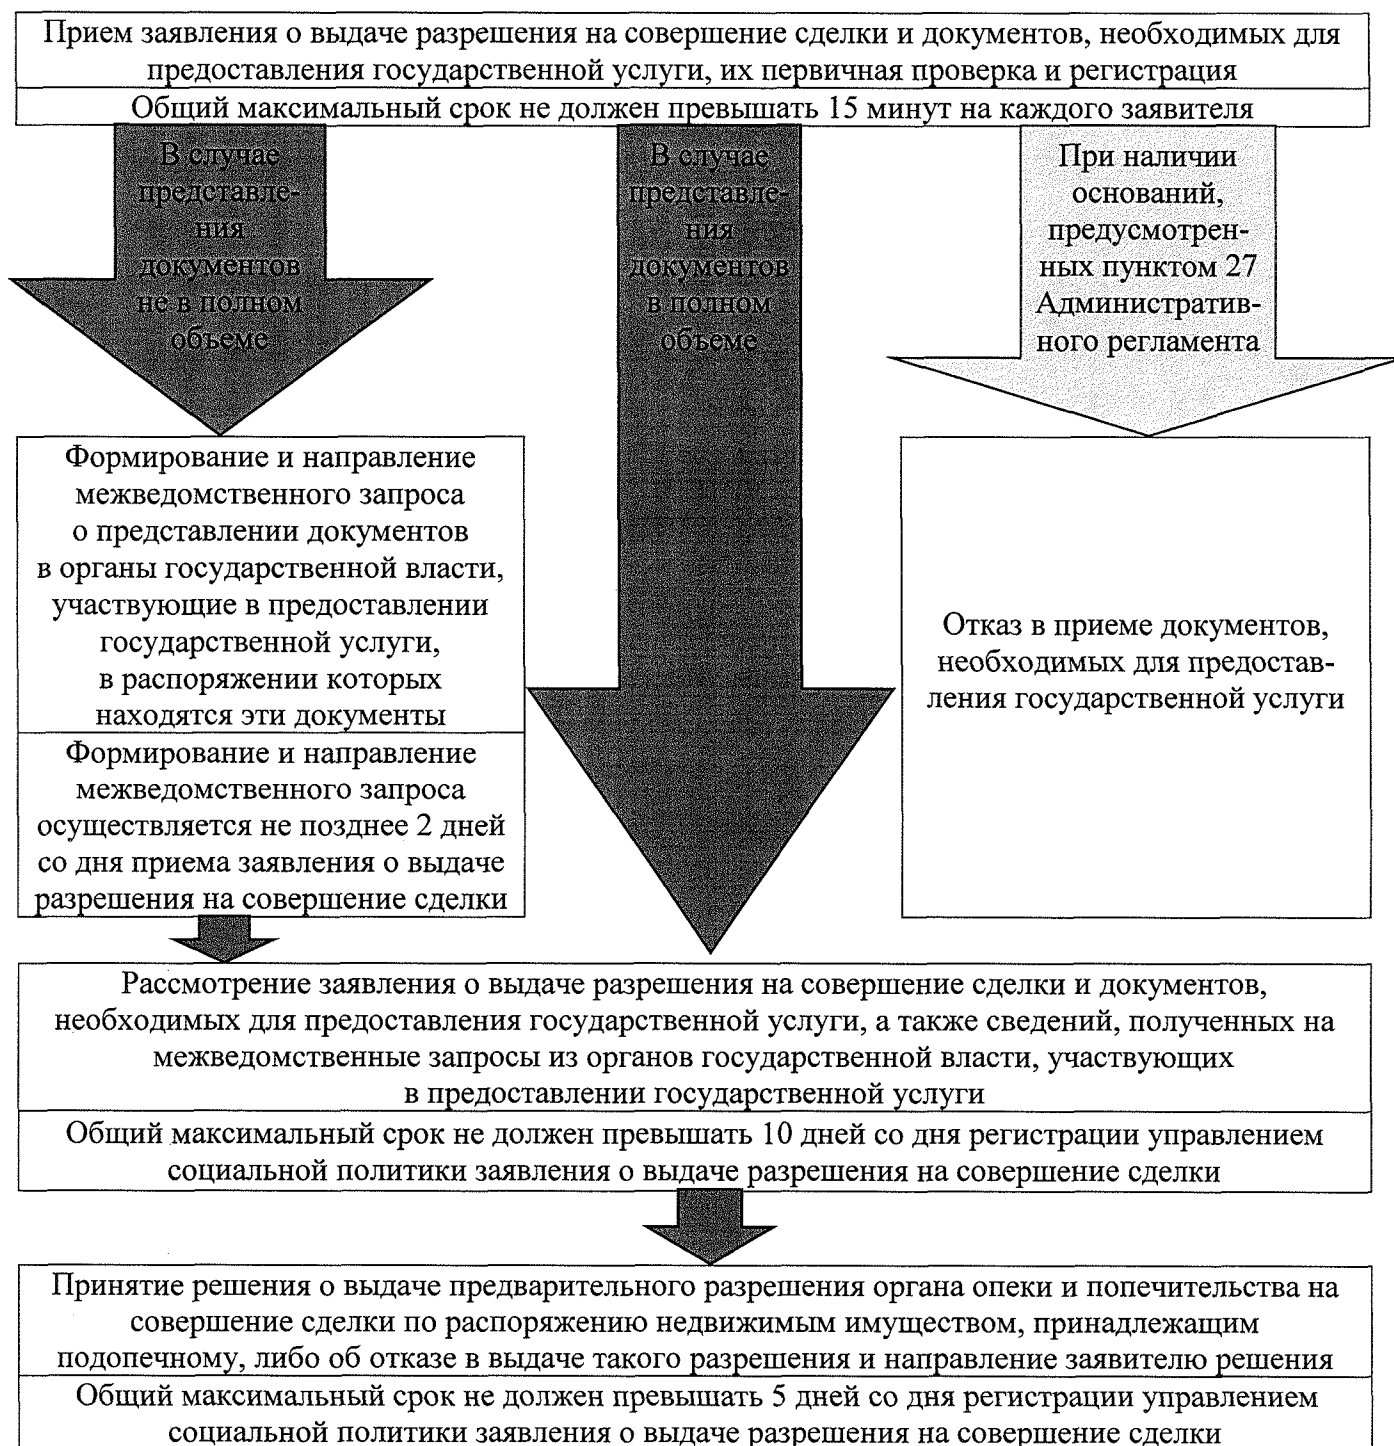 Прием заявления о выдаче разрешения на совершение сделки и документов, необходимых для
предоставления государственной услуги, их первичная проверка и регистрация
Общий максимальный срок не должен превышать 15 минут на каждого заявителя
В случае
представле-
ния
документов
не в полном
объеме
В случае
представле-
ния
документов
в полном
объеме
При наличии
оснований,
предусмотрен-
ных пунктом 27
Административ-
ного регламента
Формирование и направление
межведомственного запроса
о представлении документов
в органы государственной власти,
участвующие в предоставлении
государственной услуги,
в распоряжении которых
находятся эти документы
Формирование и направление
межведомственного запроса
осуществляется не позднее 2 дней
со дня приема заявления о выдаче
разрешения на совершение сделки
Отказ в приеме документов,
необходимых для предостав-
ления государственной услуги
Рассмотрение заявления о выдаче разрешения на совершение сделки и документов,
необходимых для предоставления государственной услуги, а также сведений, полученных на
межведомственные запросы из органов государственной власти, участвующих
в предоставлении государственной услуги
Общий максимальный срок не должен превышать 10 дней со дня регистрации управлением
социальной политики заявления о выдаче разрешения на совершение сделки
Принятие решения о выдаче предварительного разрешения органа опеки и попечительства на
совершение сделки по распоряжению недвижимым имуществом, принадлежащим
подопечному, либо об отказе в выдаче такого разрешения и направление заявителю решения
Общий максимальный срок не должен превышать 5 дней со дня регистрации управлением
социальной политики заявления о выдаче разрешения на совершение сделки